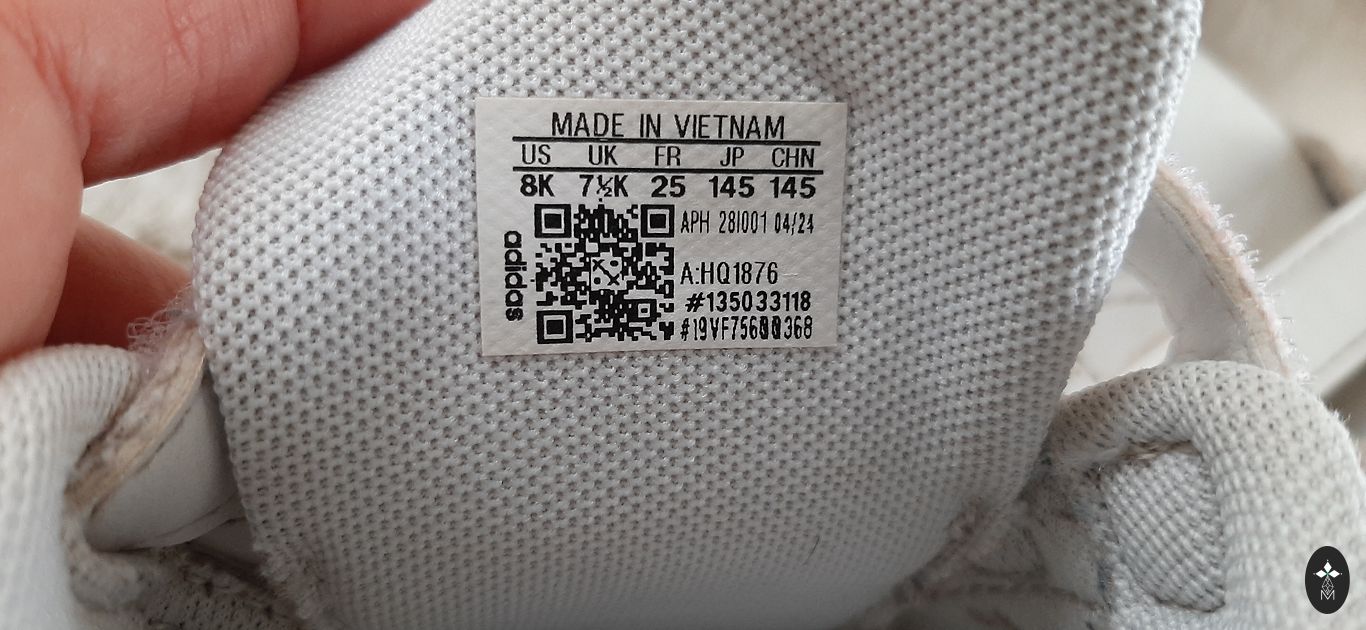 MADE IN VIETNAM
US UK FR JP CHN
8K 7½K 25 145 145
adidas
APH 281001 04/24
A:HQ1876
#135033118
M